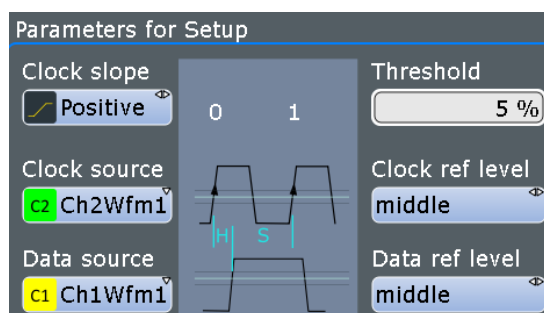 Parameters for Setup
Clock slope
Positive
Clock source
C2 Ch2Wfm1
Data source
C1 Ch1Wfm1
0 1
H S
Threshold
5 %
Clock ref level
middle
Data ref level
middle